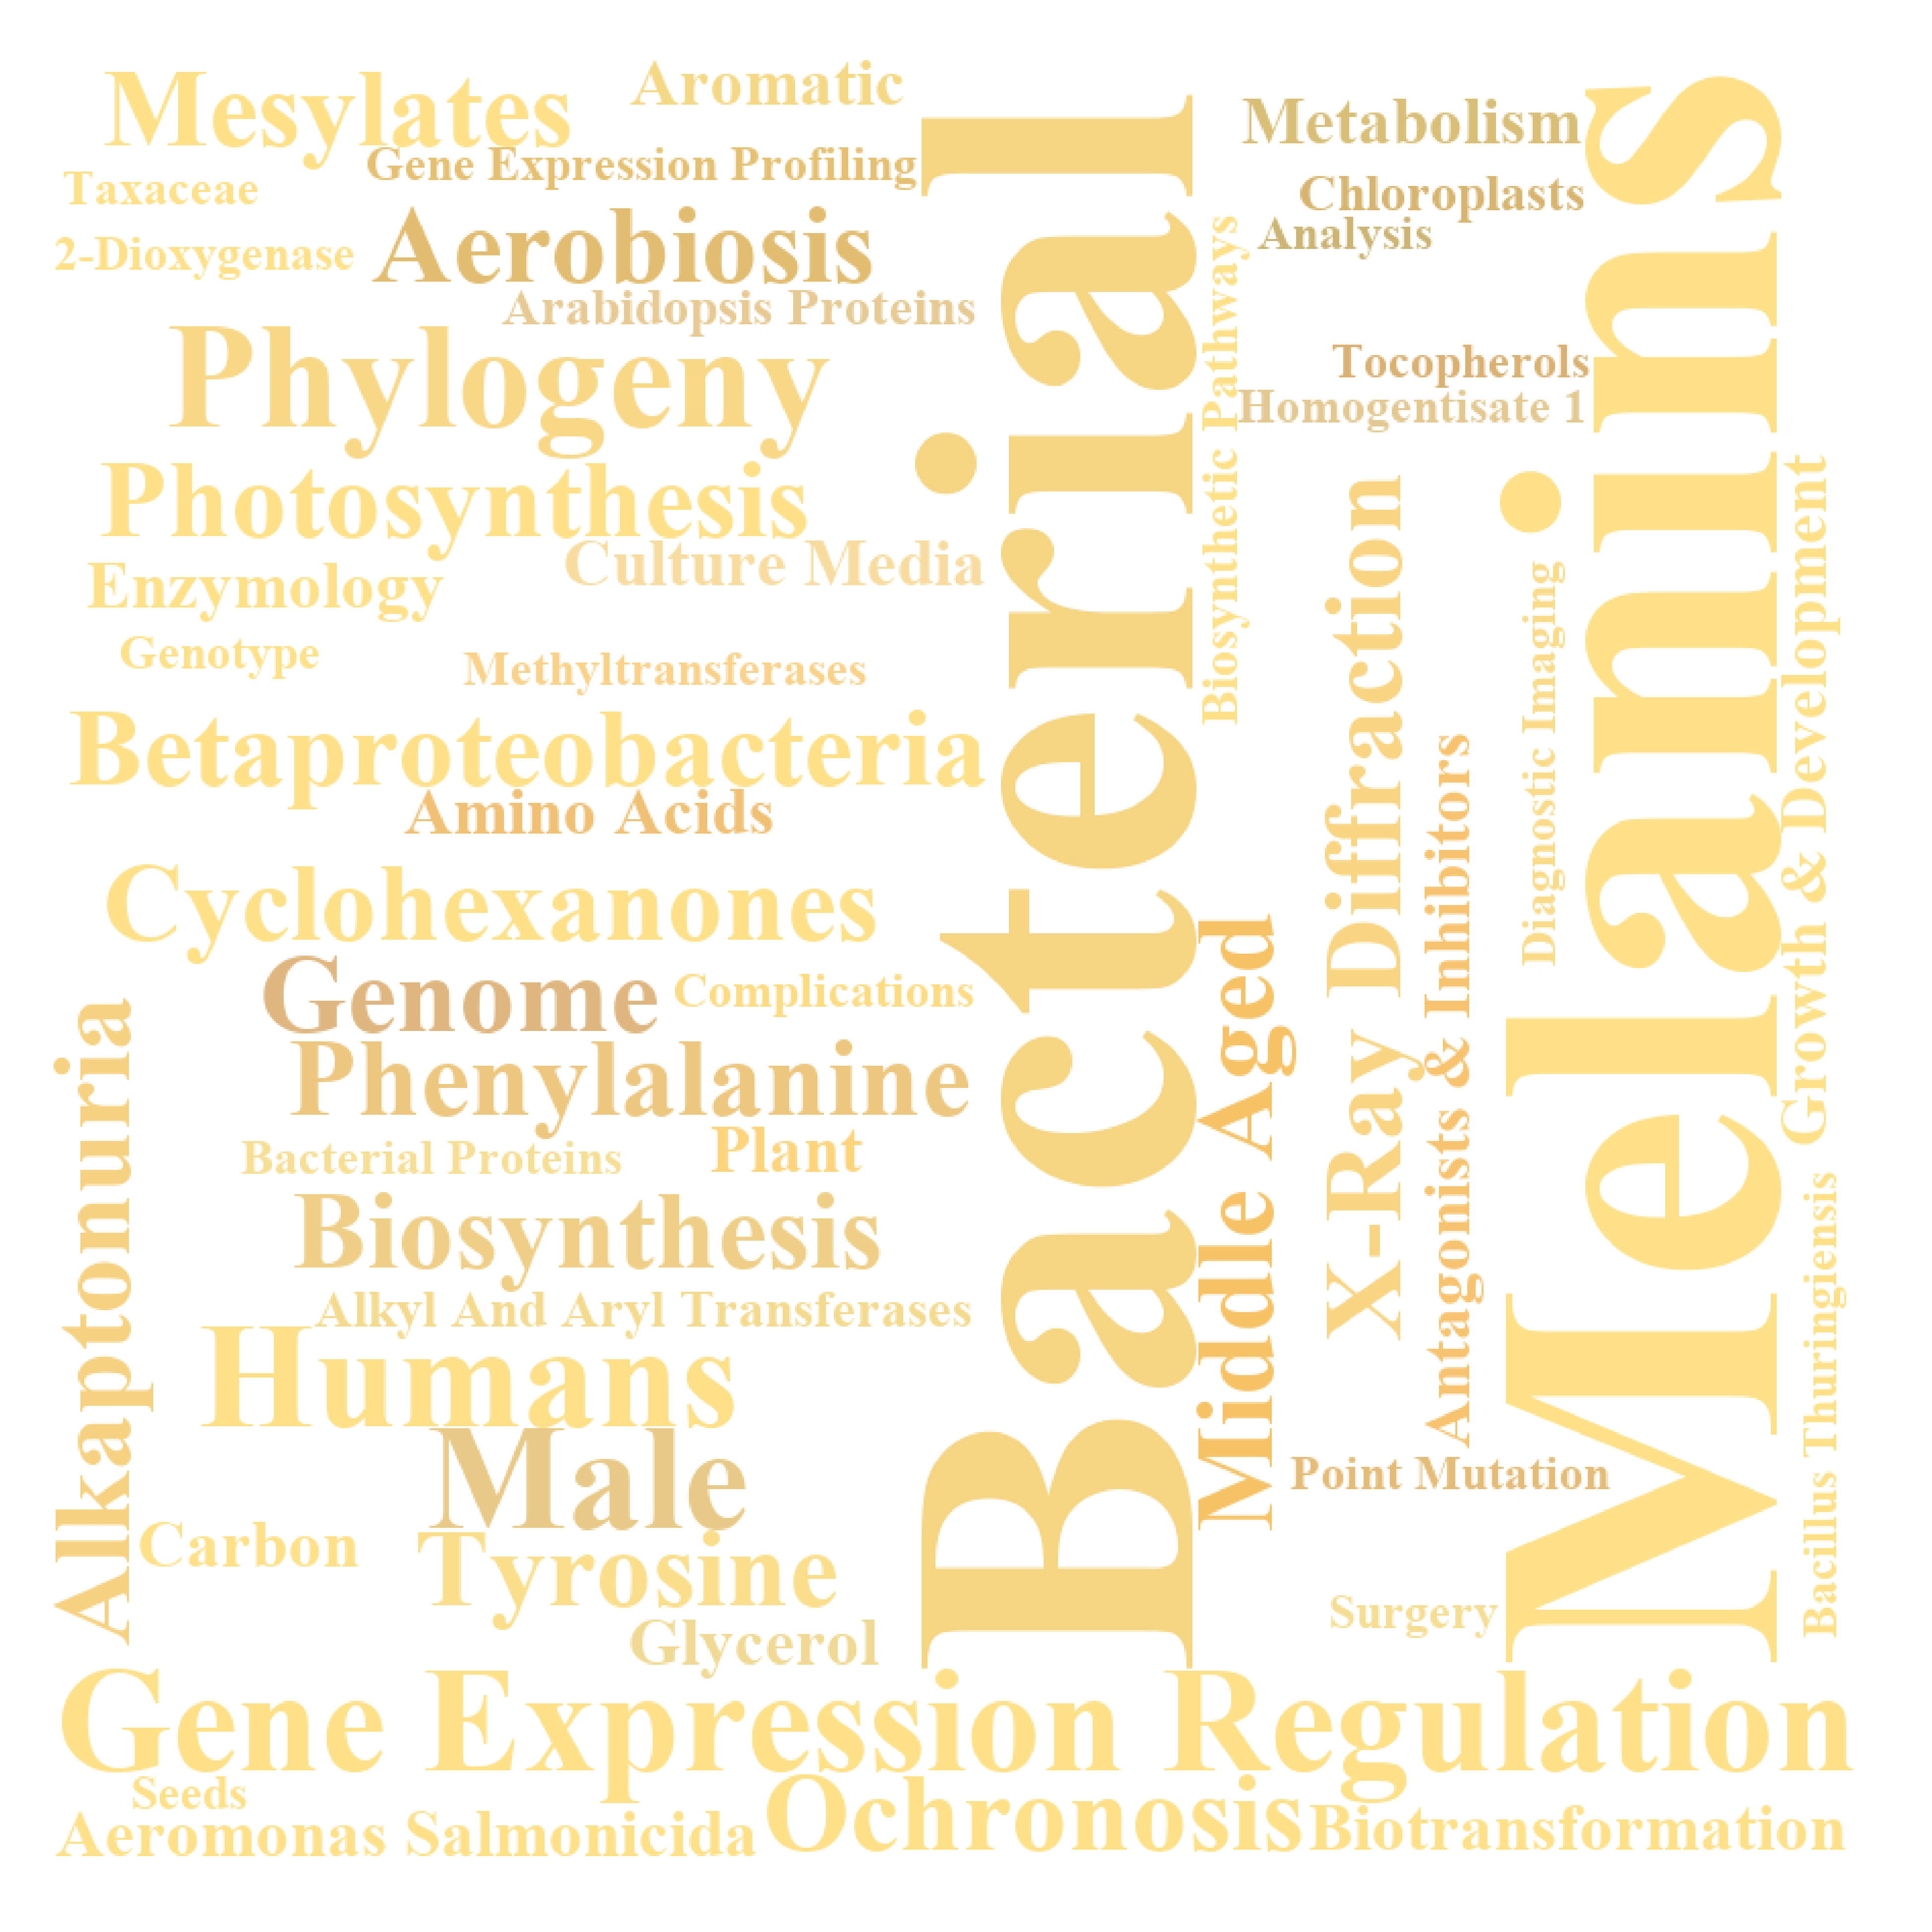 Mesylates
Aromatic
Gene Expression Profiling
Taxaceae
2-Dioxygenase
Aerobiosis
Arabidopsis Proteins
Phylogeny
Photosynthesis
Culture Media
Enzymology
Genotype
Methyltransferases
Betaproteobacteria
Amino Acids
Cyclohexanones
Genome
Complications
Phenylalanine
Bacterial Proteins
Plant
Biosynthesis
Alkyl And Aryl Transferases
Humans
Male
Alkaptonuria
Carbon
Tyrosine
Glycerol
Bacterial
Metabolism
Chloroplasts
Analysis
Biosynthetic Pathways
Tocopherols
Homogentisate 1
Middle Aged
X-Ray Diffraction
Antagonists & Inhibitors
Diagnostic Imaging
Melanins
Growth & Development
Bacillus Thuringiensis
Point Mutation
Surgery
Gene Expression Regulation
Seeds
Aeromonas Salmonicida
Ochronosis
Biotransformation